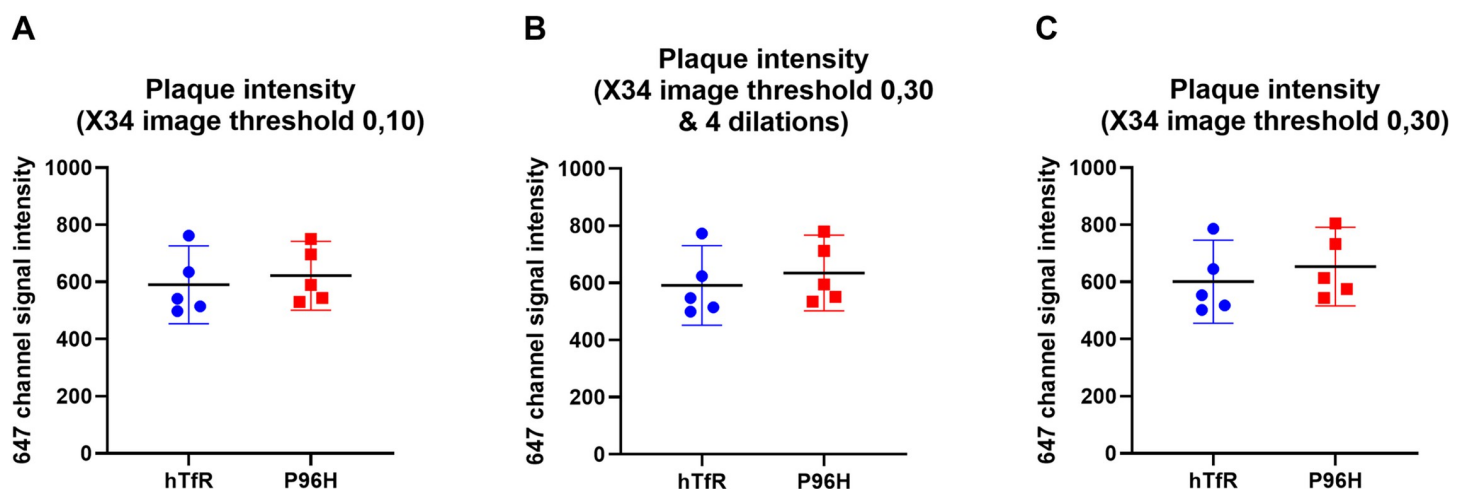 A
Plaque intensity
(X34 image threshold 0,10)
647 channel signal intensity
1000
800
600
400
200
0
hTfR
P96H
B
Plaque intensity
(X34 image threshold 0,30
& 4 dilations)
647 channel signal intensity
1000
800
600
400
200
0
hTfR
P96H
C
Plaque intensity
(X34 image threshold 0,30)
647 channel signal intensity
1000
800
600
400
200
0
hTfR
P96H